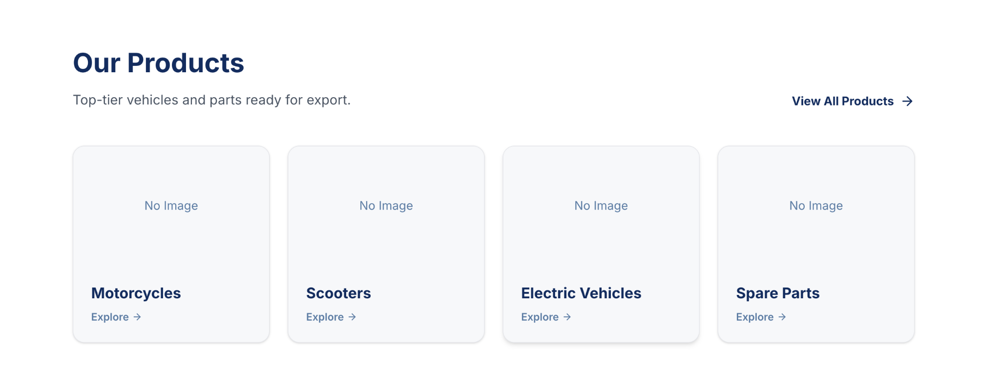 Our Products
Top-tier vehicles and parts ready for export.
View All Products →
No Image
No Image
No Image
No Image
Motorcycles
Scooters
Electric Vehicles
Spare Parts
Explore →
Explore →
Explore →
Explore →